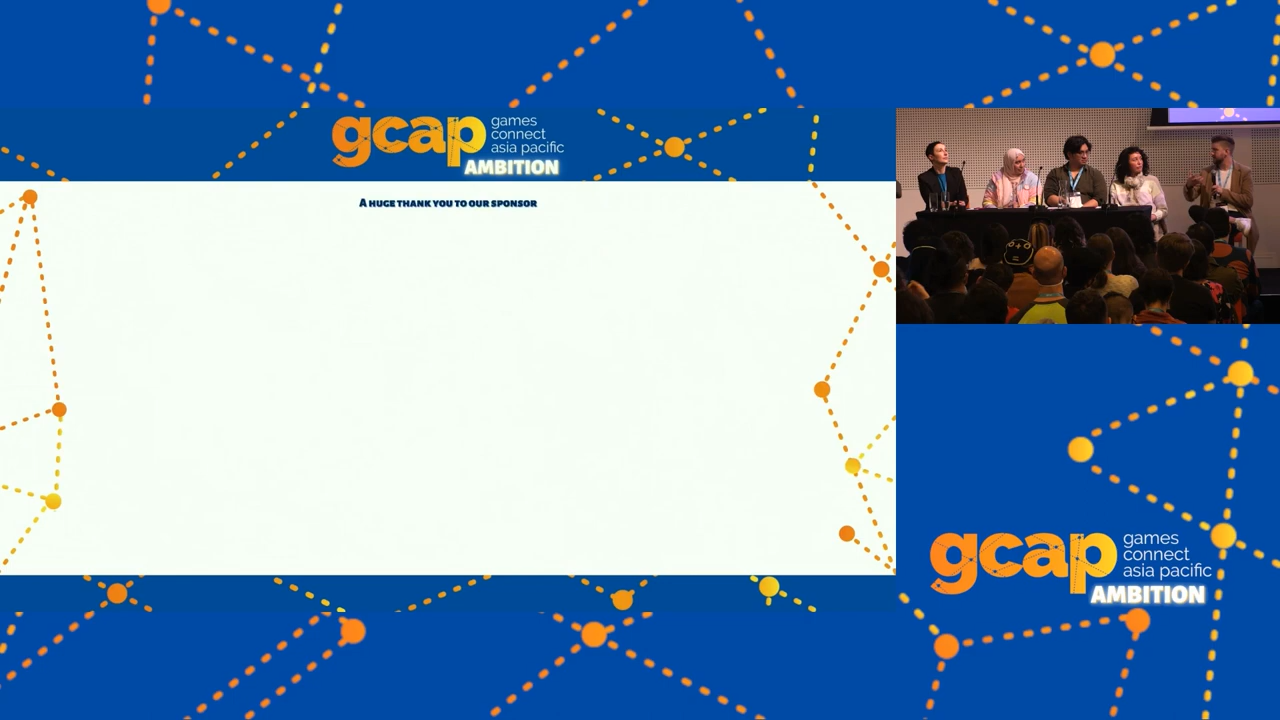 gcap
games
connect
asia pacific
AMBITION
A HUGE THANK YOU TO OUR SPONSOR
gcap
games
connect
asia pacific
AMBITION